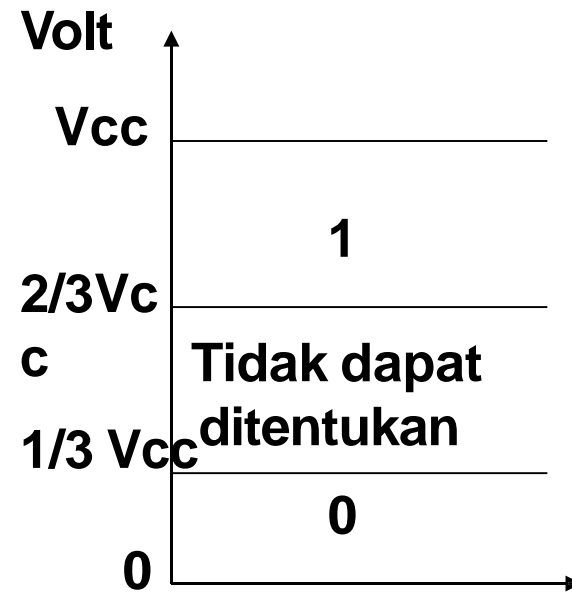 Volt
Vcc
1
2/3Vc
c
Tidak dapat
ditentukan
1/3 Vcc
0
0